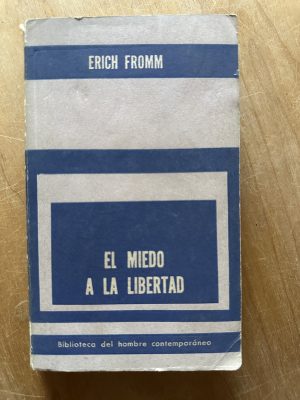 ERICH FROMM
EL MIEDO
A LA LIBERTAD
Biblioteca del hombre contemporáneo